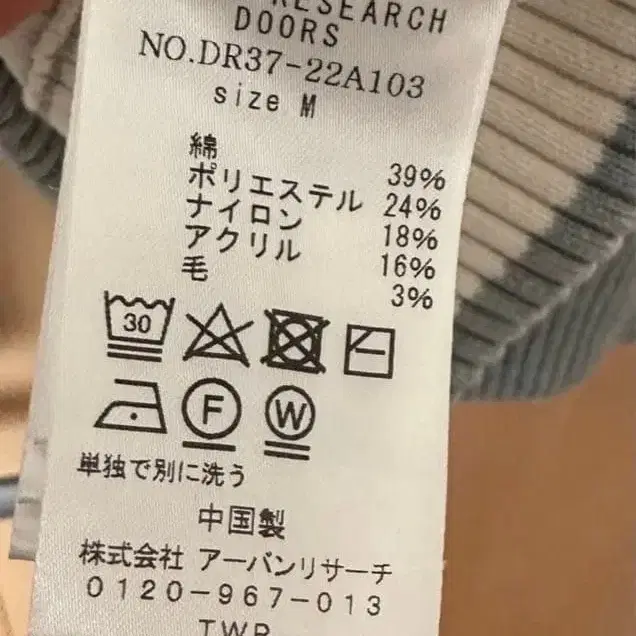 RESEARCH
DOORS
NO.DR37-22A103
size M
綿 39%
ポリエステル 24%
ナイロン 18%
アクリル 16%
毛 3%
30
F W
単独で別に洗う
中国製
株式会社 アーバンリサーチ
0120-967-013
TWP